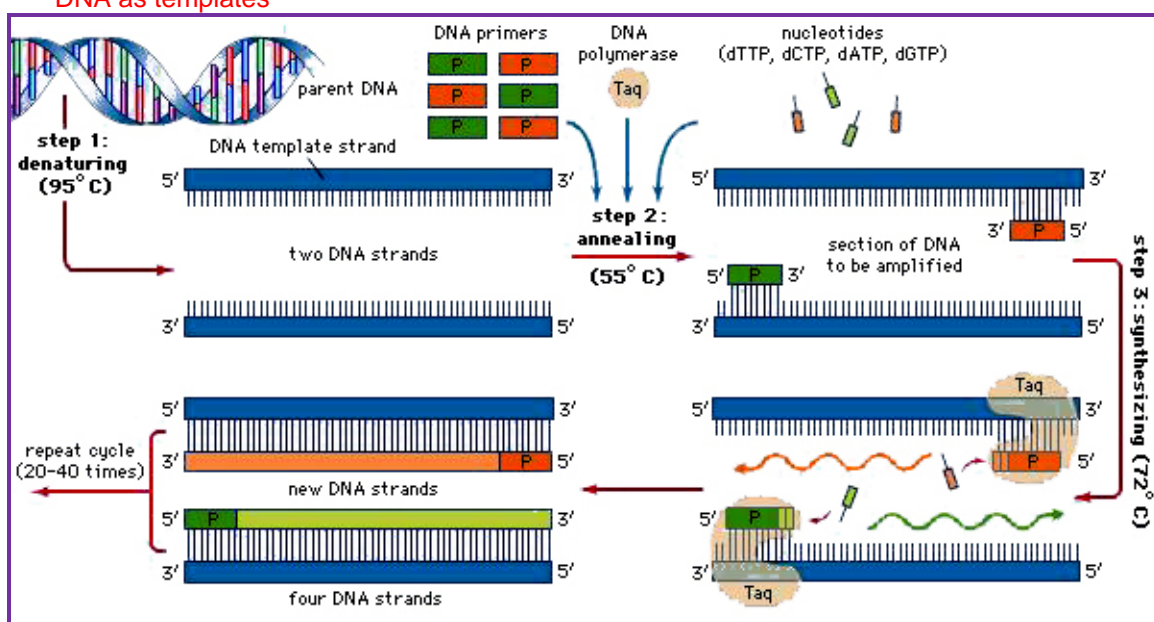 DNA as templates
parent DNA
DNA primers
P P
P P
P P
DNA
polymerase
Taq
nucleotides
(dTTP, dCTP, dATP, dGTP)
step 1:
denaturing
(95° C)
DNA template strand
5′ 3′
two DNA strands
3′ 5′
step 2:
annealing
(55° C)
5′ 3′
3′ P 5′
section of DNA
to be amplified
5′ P 3′
3′ 5′
step 3: synthesizing (72° C)
Taq
5′ 3′
P 5′
5′ P
3′ 5′
Taq
5′ 3′
3′ P 5′
new DNA strands
5′ P 3′
3′ 5′
four DNA strands
repeat cycle
(20-40 times)